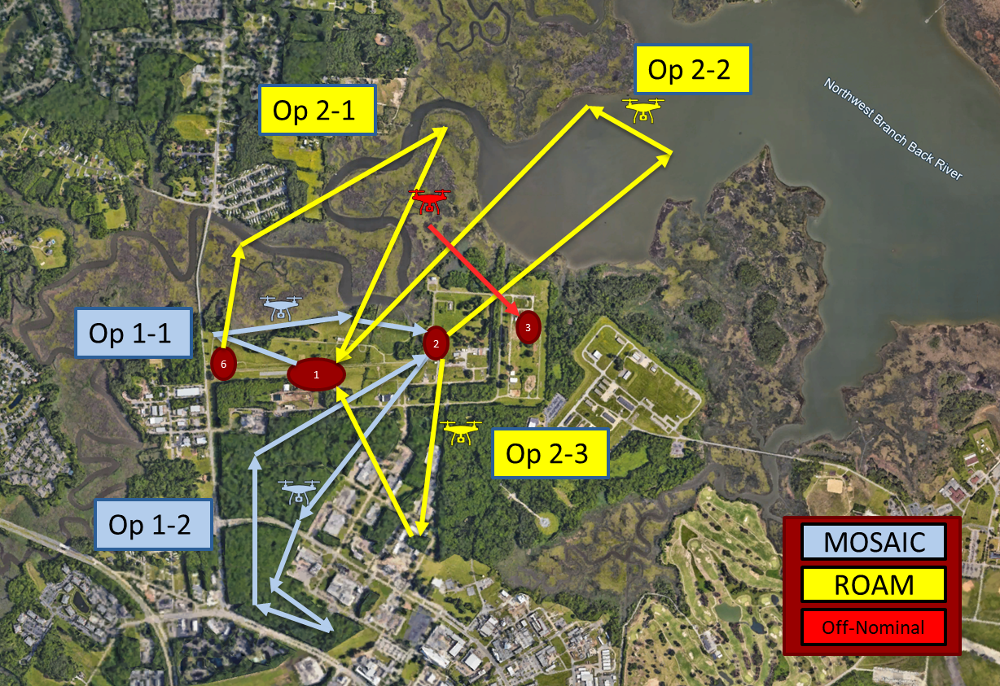 Op 2-2
Op 2-1
Northwest Branch Back River
Op 1-1
3
2
6
1
Op 2-3
Op 1-2
MOSAIC
ROAM
Off-Nominal